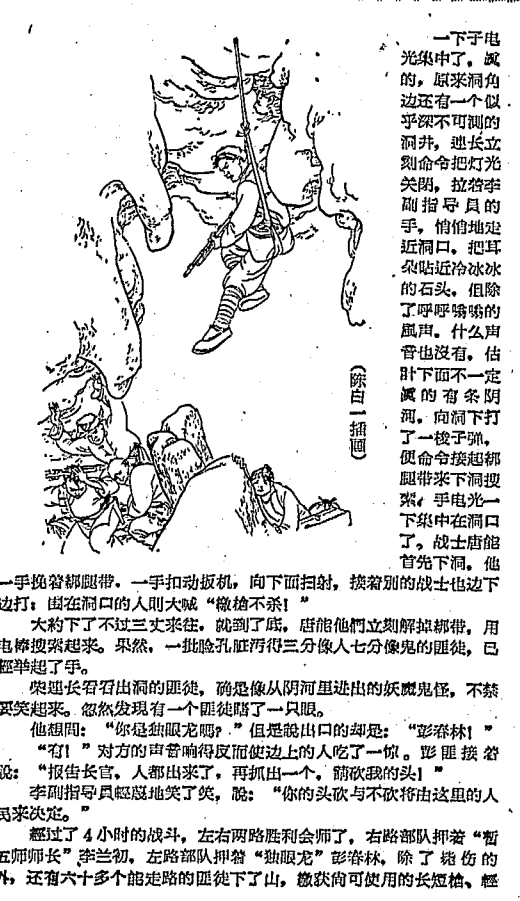 一下手电
光集中了，眞
的，原来洞角
边还有一个似
乎深不可测的
洞井，連长立
刻命令把灯光
关閉，拉着李
副指导員的
手，悄悄地走
近洞口，把耳
朵貼近冷冰冰
的石头，但除
了呼呼嗡嗡的
風声，什么声
音也沒有，估
計下面不一定
眞的有条阴
河，向洞下打
了一梭子弹，
便命令接起綁
腿带来下洞搜
索，手电光一
下集中在洞口
了，战士唐能
首先下洞，他
（陈白一插画）
一手挽着綁腿带，一手扣动扳机，向下面扫射，接着别的战士也边下
边打；囤在洞口的人則大喊“繳槍不杀！”
大約下了不过三丈来往，就到了底，唐能他們立刻解掉綁带，用
电棒搜索起来。果然，一批脸孔脏汚得三分像人七分像鬼的匪徒，已
經举起了手。
柴連长看看出洞的匪徒，确是像从阴河里迸出的妖魔鬼怪，不禁
要笑起来。忽然发現有一个匪徒瞎了一只眼。
他想問：“你是独眼龙嗎？”但是說出口的却是：“彭春林！”
“有！”对方的声音响得反而使边上的人吃了一惊。彭匪接着
說：“报告长官，人都出来了，再抓出一个，請砍我的头！”
李副指导員輕蔑地笑了笑，說：“你的头砍与不砍将由这里的人
民来决定。”
經过了4小时的战斗，左右两路胜利会师了，右路部队押着“暫
五师师长”李兰初，左路部队押着“独眼龙”彭春林，除了烧伤的
外，还有六十多个能走路的匪徒下了山，繳获尙可使用的长短槍、輕